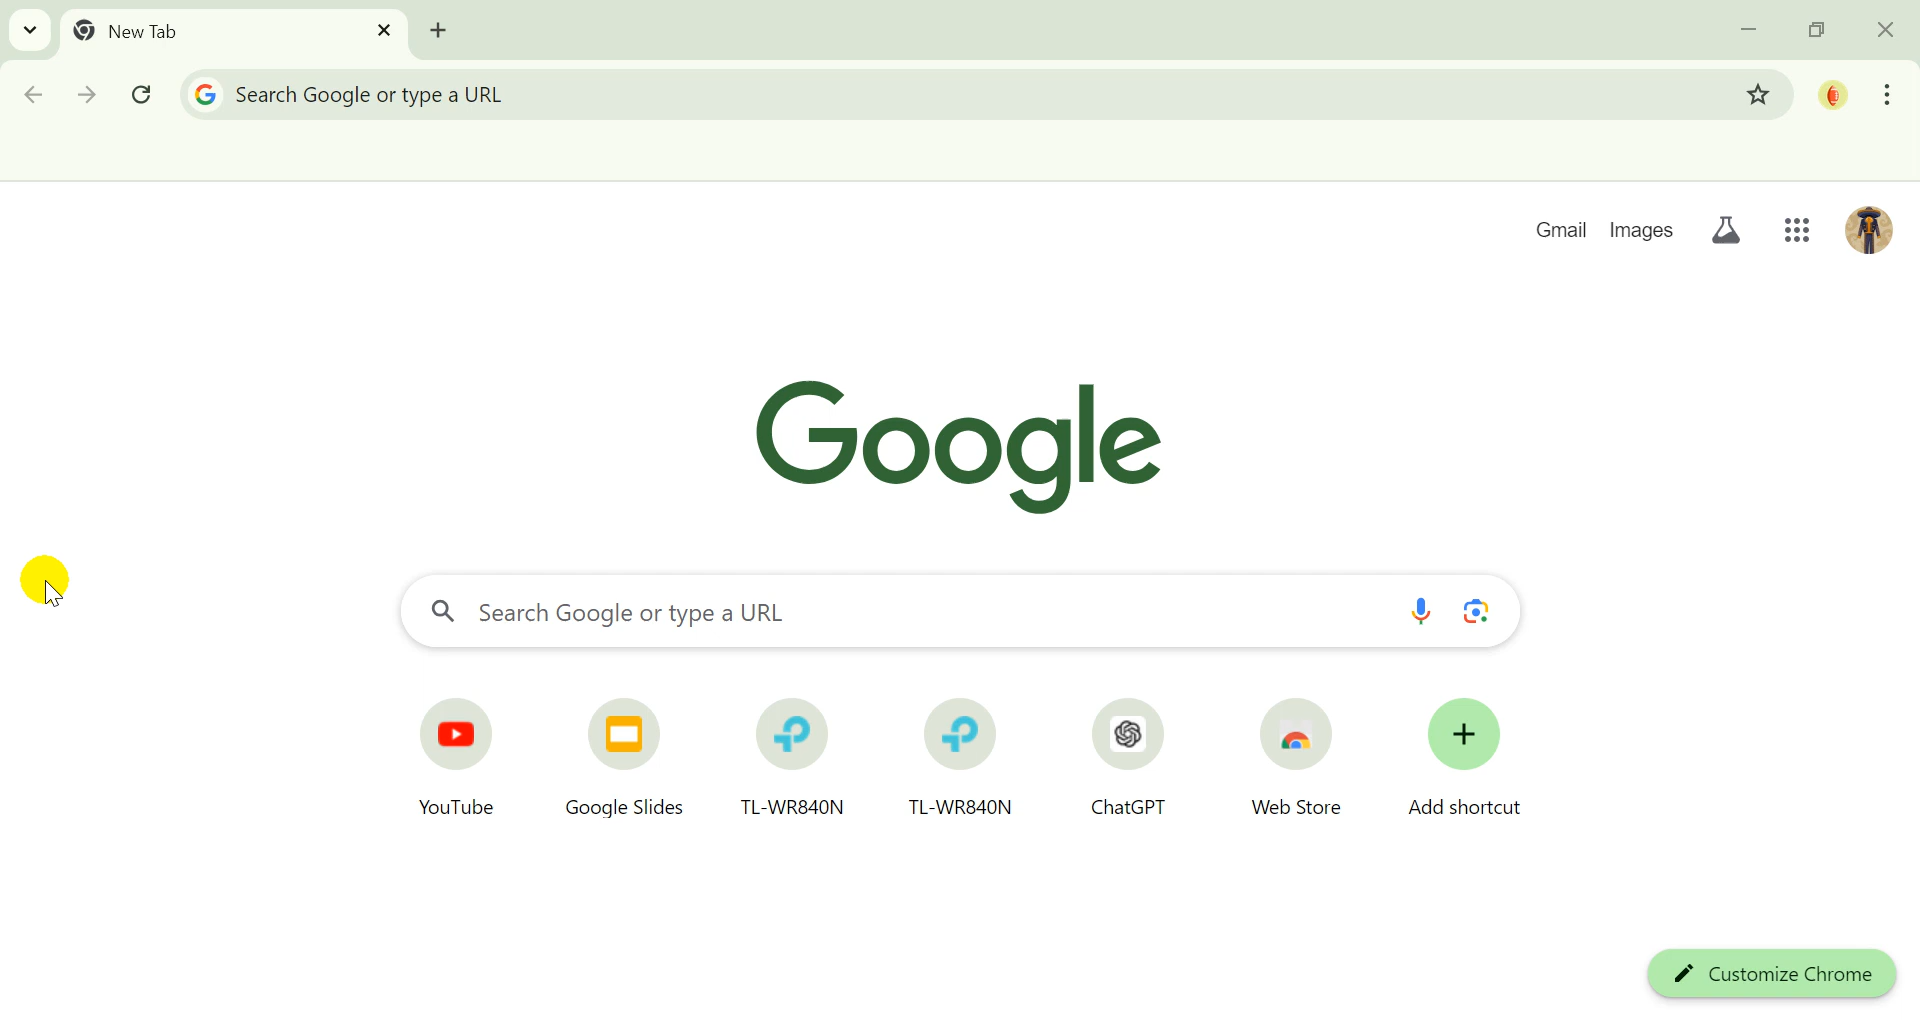 New Tab
Search Google or type a URL
Gmail Images
Google
Search Google or type a URL
YouTube Google Slides TL-WR840N TL-WR840N ChatGPT Web Store Add shortcut
Customize Chrome